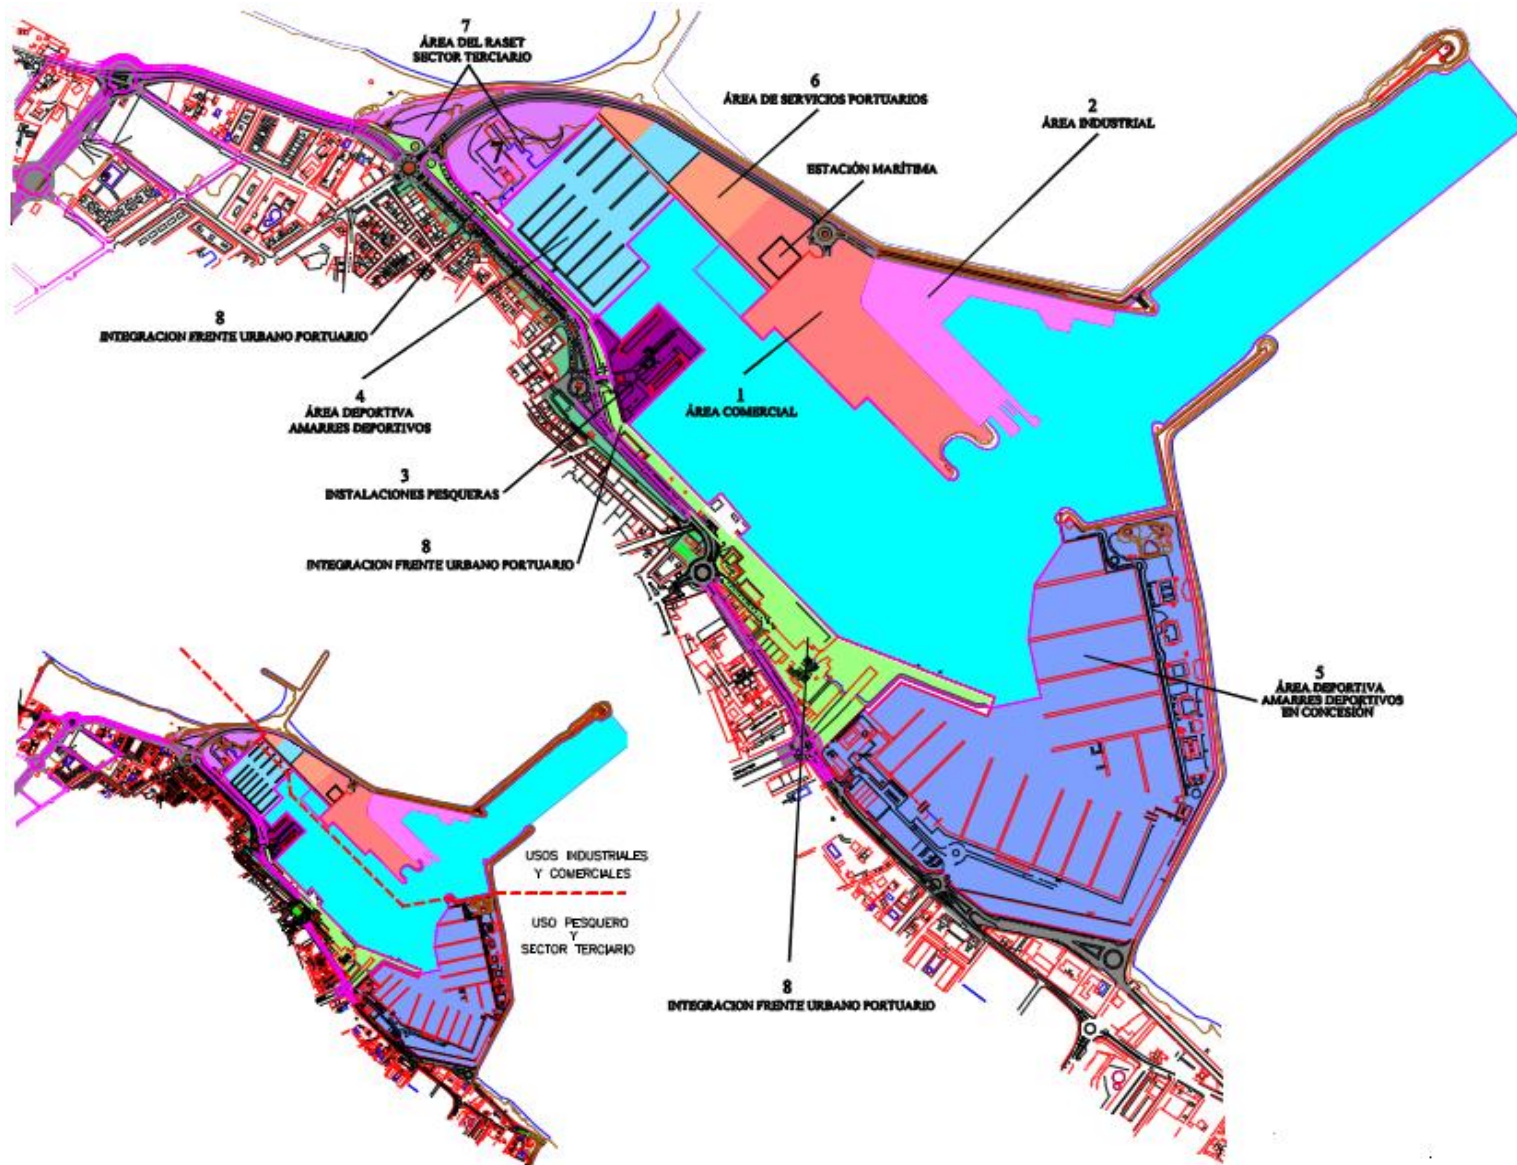 7
ÁREA DEL RASET
SECTOR TERCIARIO
6
ÁREA DE SERVICIOS PORTUARIOS
2
ÁREA INDUSTRIAL
ESTACIÓN MARÍTIMA
8
INTEGRACION FRENTE URBANO PORTUARIO
4
ÁREA DEPORTIVA
AMARRES DEPORTIVOS
1
ÁREA COMERCIAL
3
INSTALACIONES PESQUERAS
8
INTEGRACION FRENTE URBANO PORTUARIO
5
ÁREA DEPORTIVA
AMARRES DEPORTIVOS
EN CONCESIÓN
USOS INDUSTRIALES
Y COMERCIALES
USO PESQUERO
Y
SECTOR TERCIARIO
8
INTEGRACION FRENTE URBANO PORTUARIO